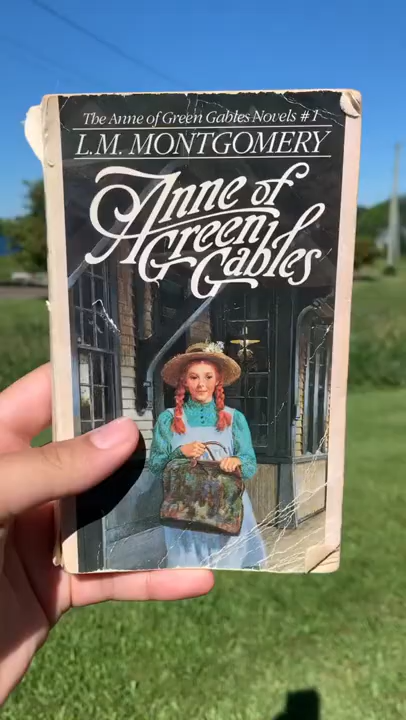 The Anne of Green Gables Novels #1
L.M. MONTGOMERY
Anne of
Green
Gables